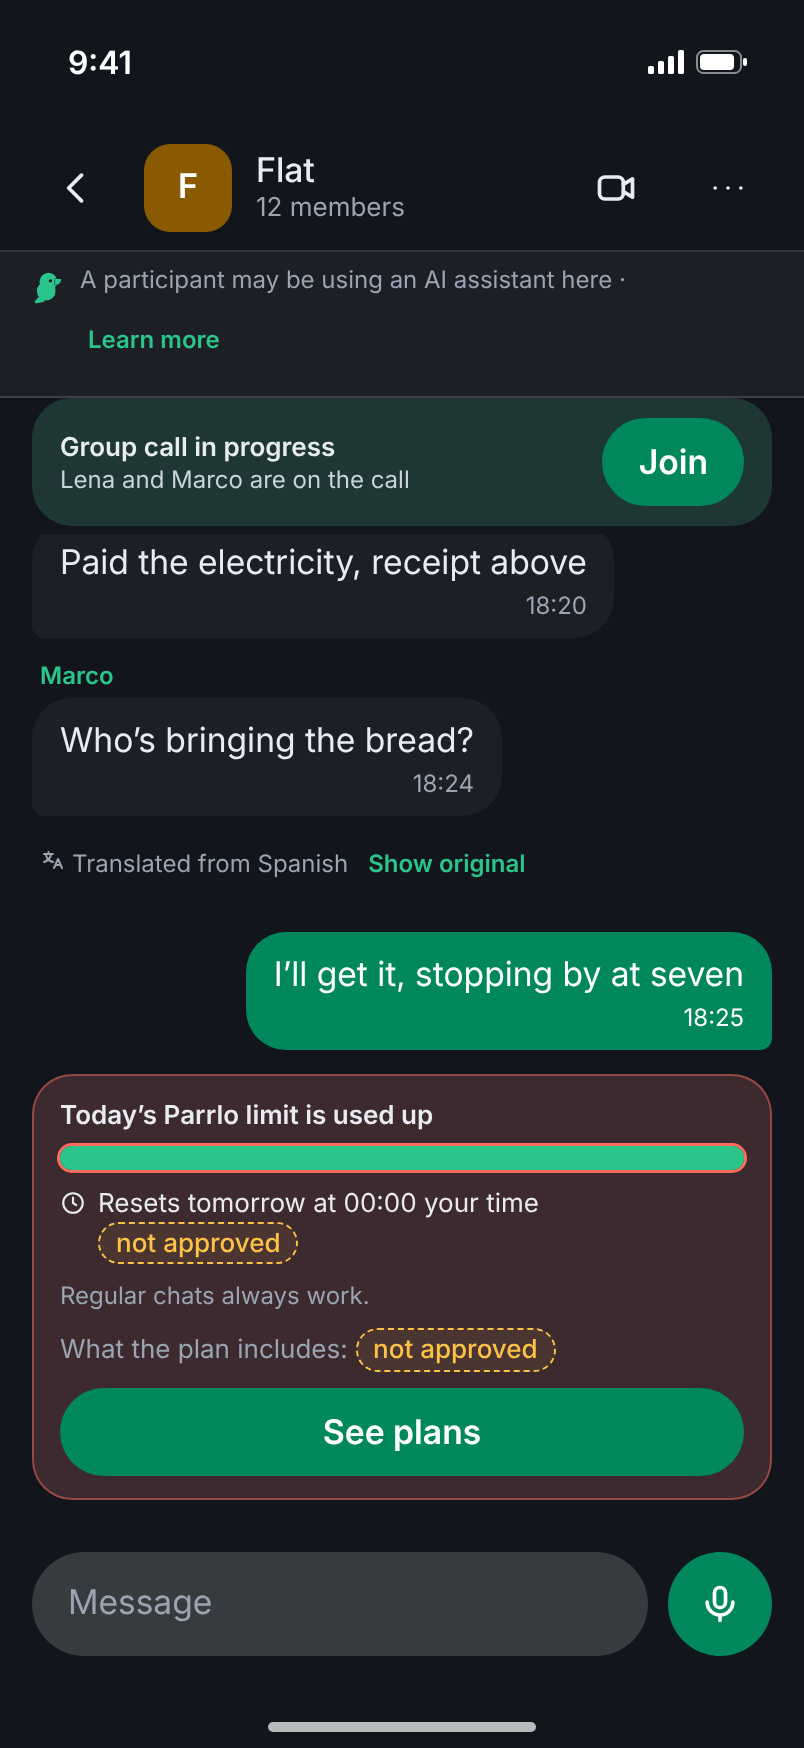 9:41
F
Flat
12 members
A participant may be using an AI assistant here ·
Learn more
Group call in progress
Lena and Marco are on the call
Join
Paid the electricity, receipt above
18:20
Marco
Who’s bringing the bread?
18:24
Translated from Spanish Show original
I’ll get it, stopping by at seven
18:25
Today’s Parrlo limit is used up
Resets tomorrow at 00:00 your time
not approved
Regular chats always work.
What the plan includes: not approved
See plans
Message